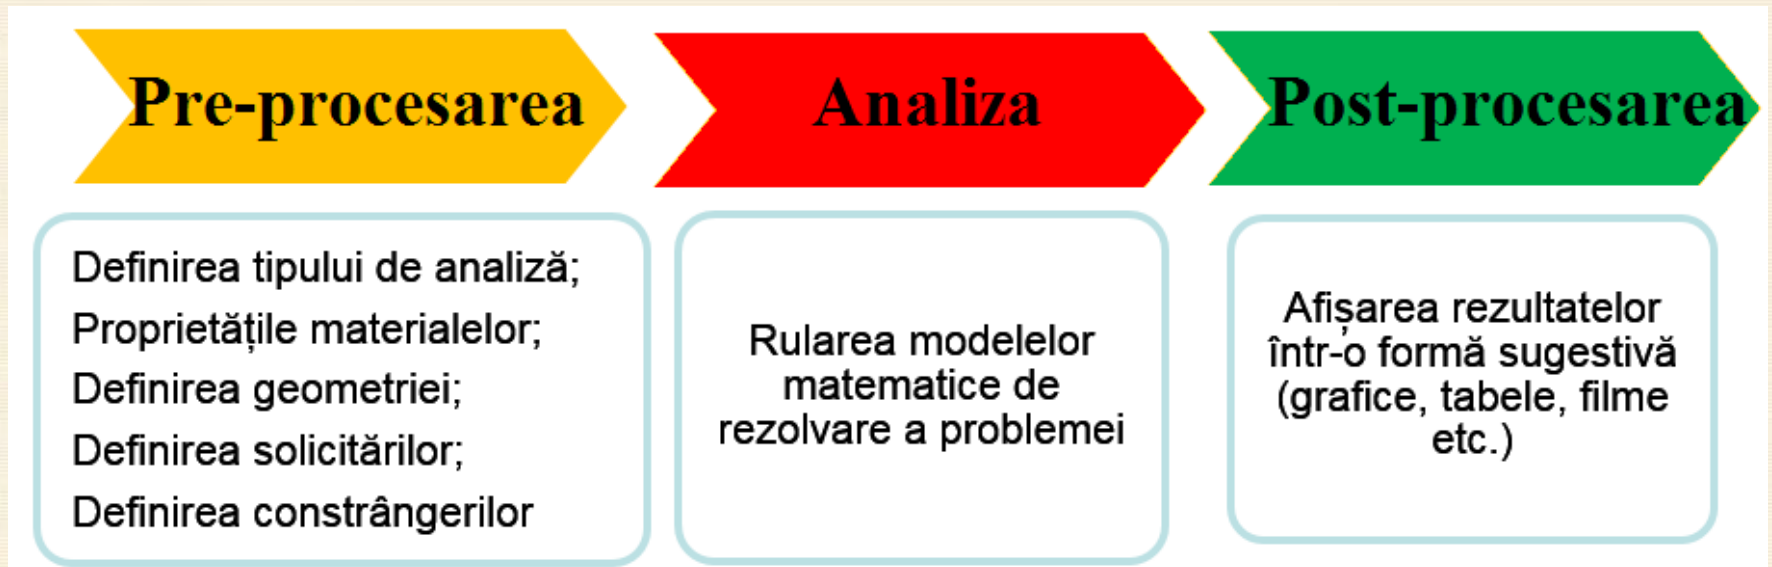 Pre-procesarea
Analiza
Post-procesarea
Definirea tipului de analiză;
Proprietățile materialelor;
Definirea geometriei;
Definirea solicitărilor;
Definirea constrângerilor
Rularea modelelor
matematice de
rezolvare a problemei
Afișarea rezultatelor
într-o formă sugestivă
(grafice, tabele, filme
etc.)